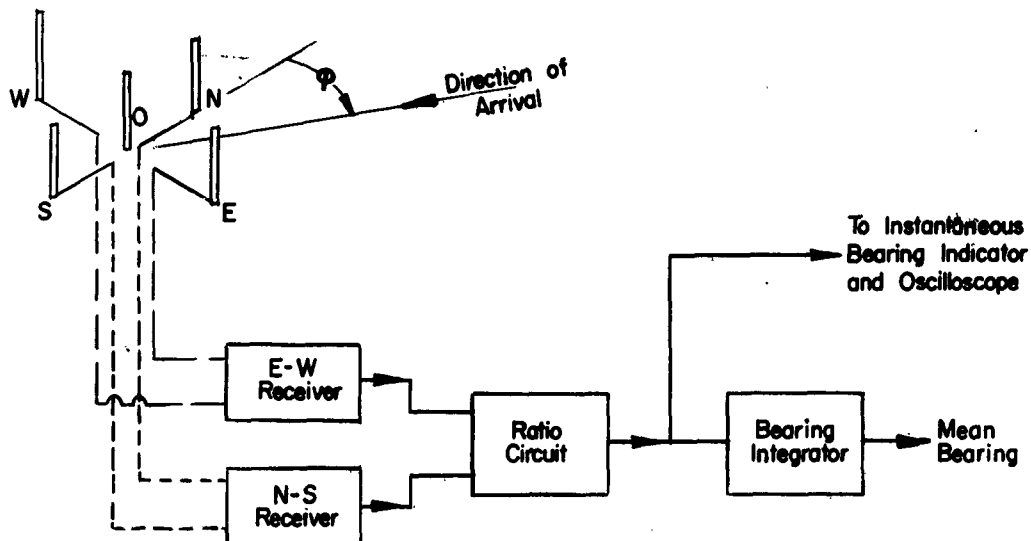 W
O
N
φ
Direction of
Arrival
S
E
To Instantaneous
Bearing Indicator
and Oscilloscope
E-W
Receiver
Ratio
Circuit
Bearing
Integrator
Mean
Bearing
N-S
Receiver